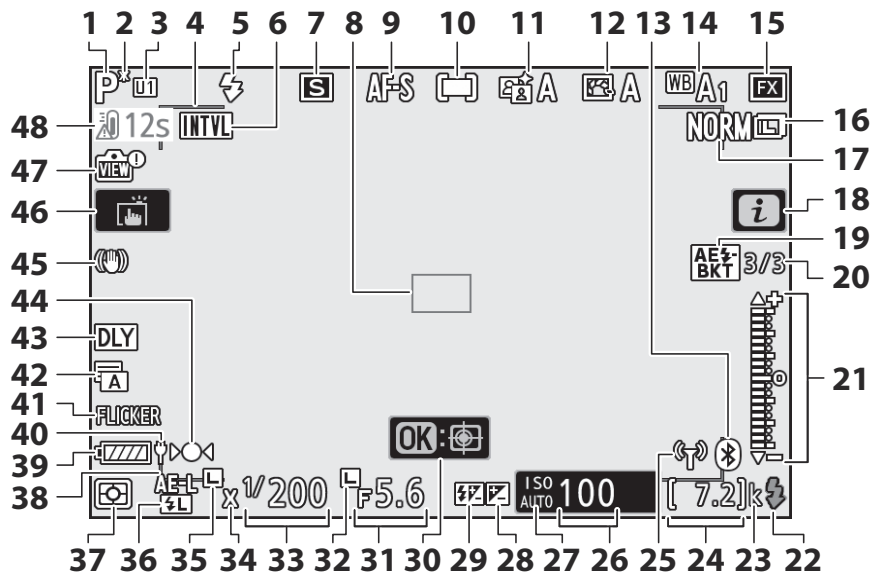 1 2 3 4 5 6 8 7 9 10 11 12 13 14 15
P* U1 S AF-S A A WB A1 FX
48 12s INTVL NORM L 16
17
47 VIEW
46 i 18
19
45 AE BKT 3/3 20
44
43 DLY
21
42 A
41 FLICKER
40
39 OK:
38 AE-L L X 1/200 L F5.6 ISO AUTO 100 [ 7.2]k
L
37 36 35 34 33 32 31 30 29 28 27 26 25 24 23 22